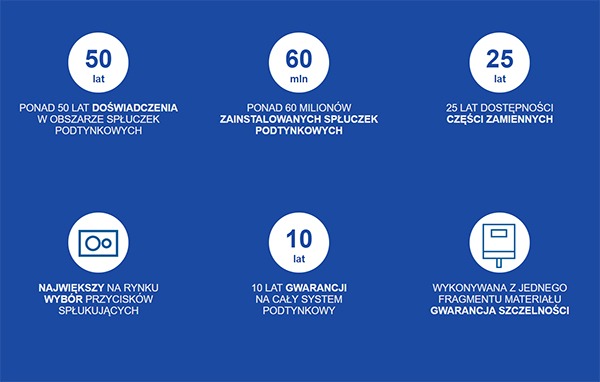 50
lat
PONAD 50 LAT DOŚWIADCZENIA
W OBSZARZE SPŁUCZEK
PODTYNKOWYCH
60
mln
PONAD 60 MILIONÓW
ZAINSTALOWANYCH SPŁUCZEK
PODTYNKOWYCH
25
lat
25 LAT DOSTĘPNOŚCI
CZĘŚCI ZAMIENNYCH
NAJWIĘKSZY NA RYNKU
WYBÓR PRZYCISKÓW
SPŁUKUJĄCYCH
10
lat
10 LAT GWARANCJI
NA CAŁY SYSTEM
PODTYNKOWY
WYKONYWANA Z JEDNEGO
FRAGMENTU MATERIAŁU
GWARANCJA SZCZELNOŚCI